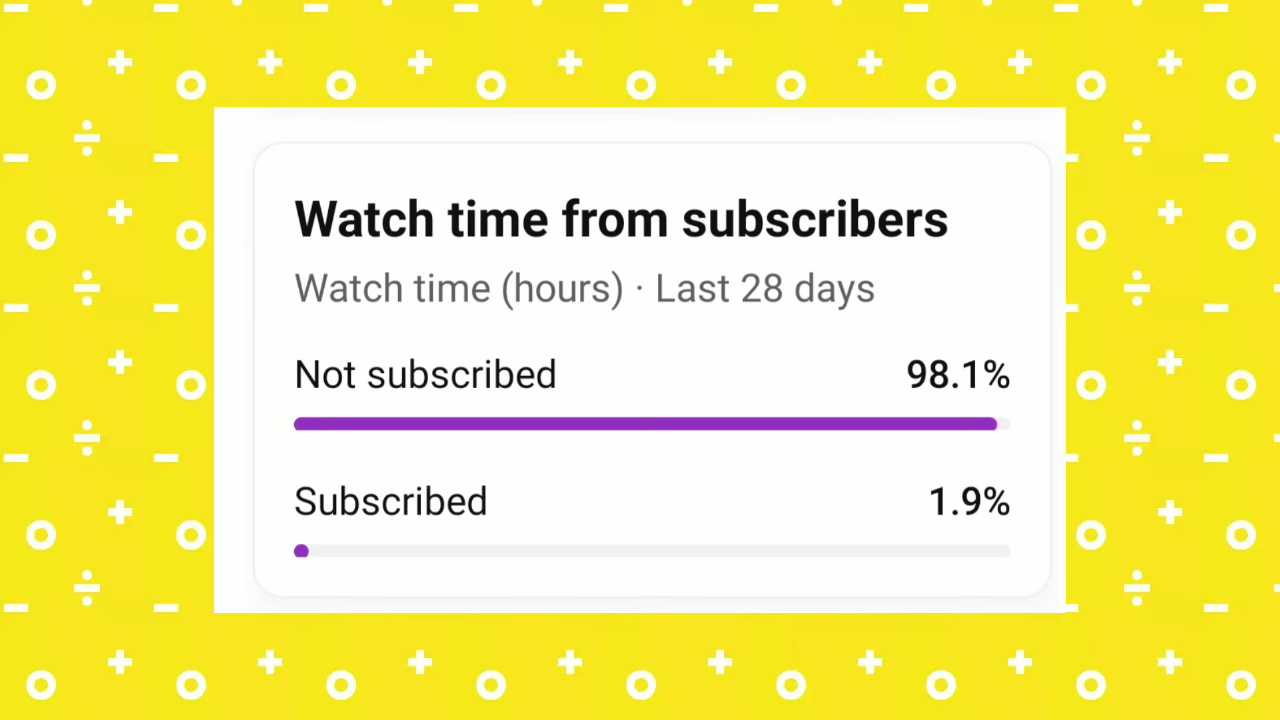 Watch time from subscribers
Watch time (hours) · Last 28 days
Not subscribed 98.1%
Subscribed 1.9%